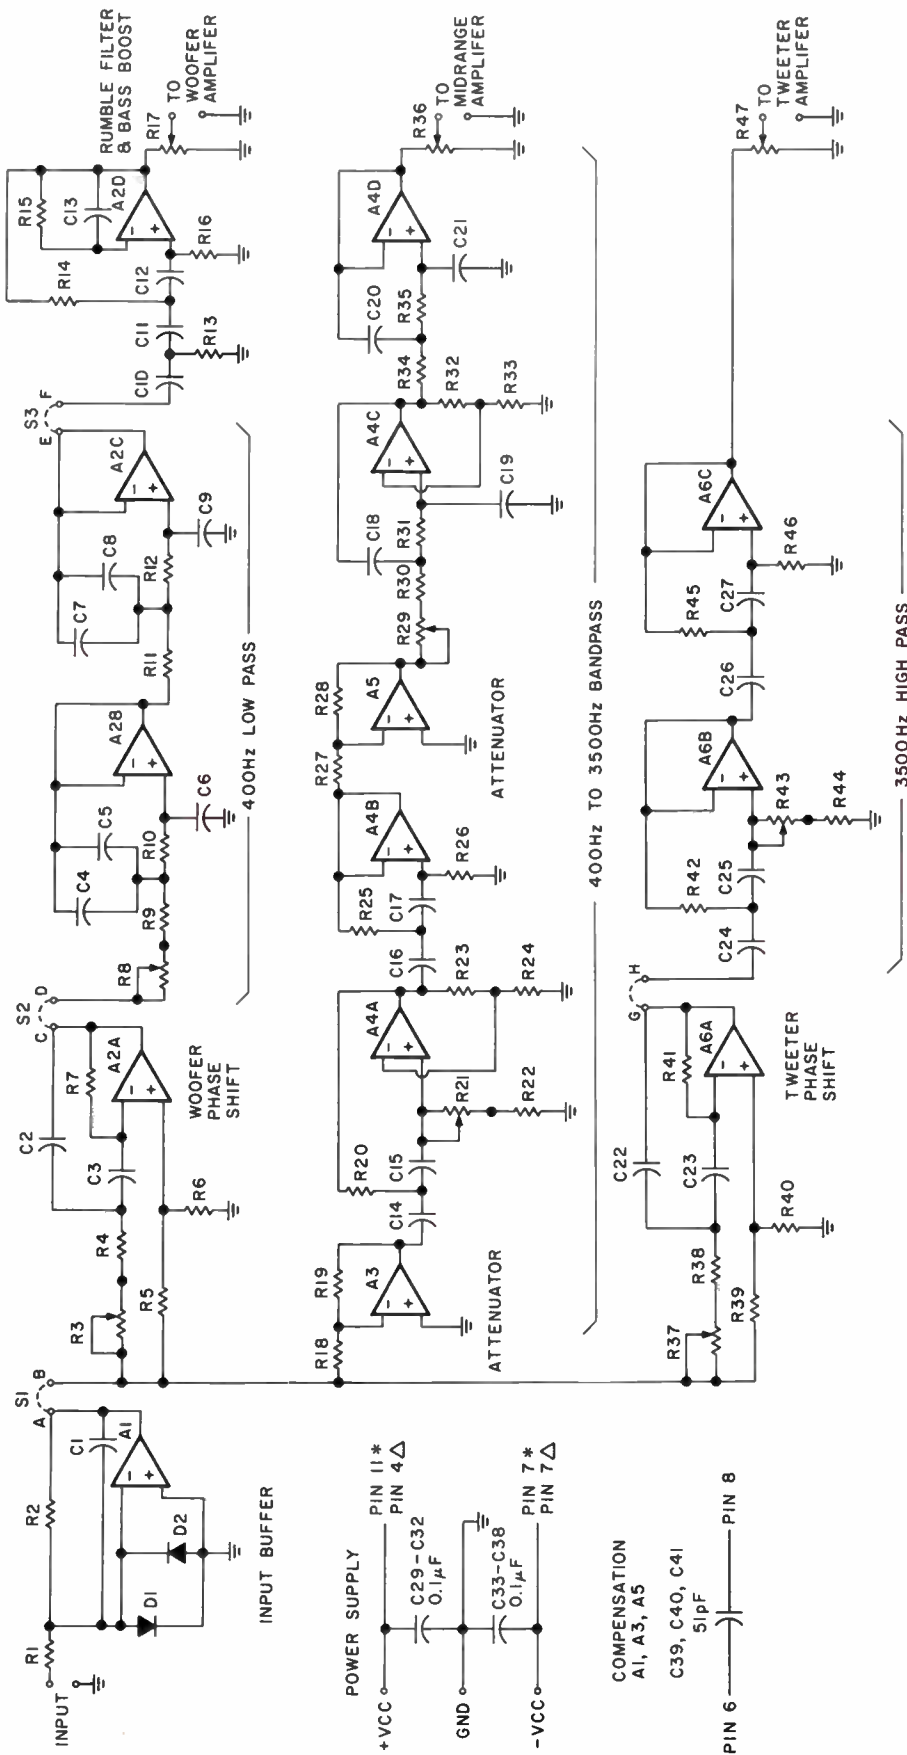 INPUT
R1
R2
C1
A1
D1
D2
INPUT BUFFER
S1
A
B
R3
R4
R5
R6
C2
C3
R7
A2A
WOOFER
PHASE
SHIFT
S2
C
D
R8
R9
R10
C4
C5
C6
A2B
R11
R12
C7
C8
C9
A2C
400Hz LOW PASS
S3
E
F
C10
R13
C11
C12
R14
R15
C13
A2D
R16
RUMBLE FILTER
& BASS BOOST
R17
TO
WOOFER
AMPLIFER
R18
R19
A3
ATTENUATOR
C14
C15
R20
R21
R22
A4A
R23
R24
C16
C17
R25
R26
A4B
R27
R28
A5
ATTENUATOR
R29
R30
R31
C18
C19
A4C
R32
R33
R34
R35
C20
C21
A4D
R36
TO
MIDRANGE
AMPLIFER
400Hz TO 3500Hz BANDPASS
R37
R38
R39
R40
C22
C23
R41
A6A
TWEETER
PHASE
SHIFT
G
H
C24
C25
R42
R43
R44
A6B
C26
C27
R45
R46
A6C
R47
TO
TWEETER
AMPLIFER
3500Hz HIGH PASS
POWER SUPPLY
+VCC
PIN 11*
PIN 4△
C29-C32
0.1μF
GND
C33-C38
0.1μF
-VCC
PIN 7*
PIN 7△
COMPENSATION
A1, A3, A5
C39, C40, C41
51pF
PIN 6
PIN 8